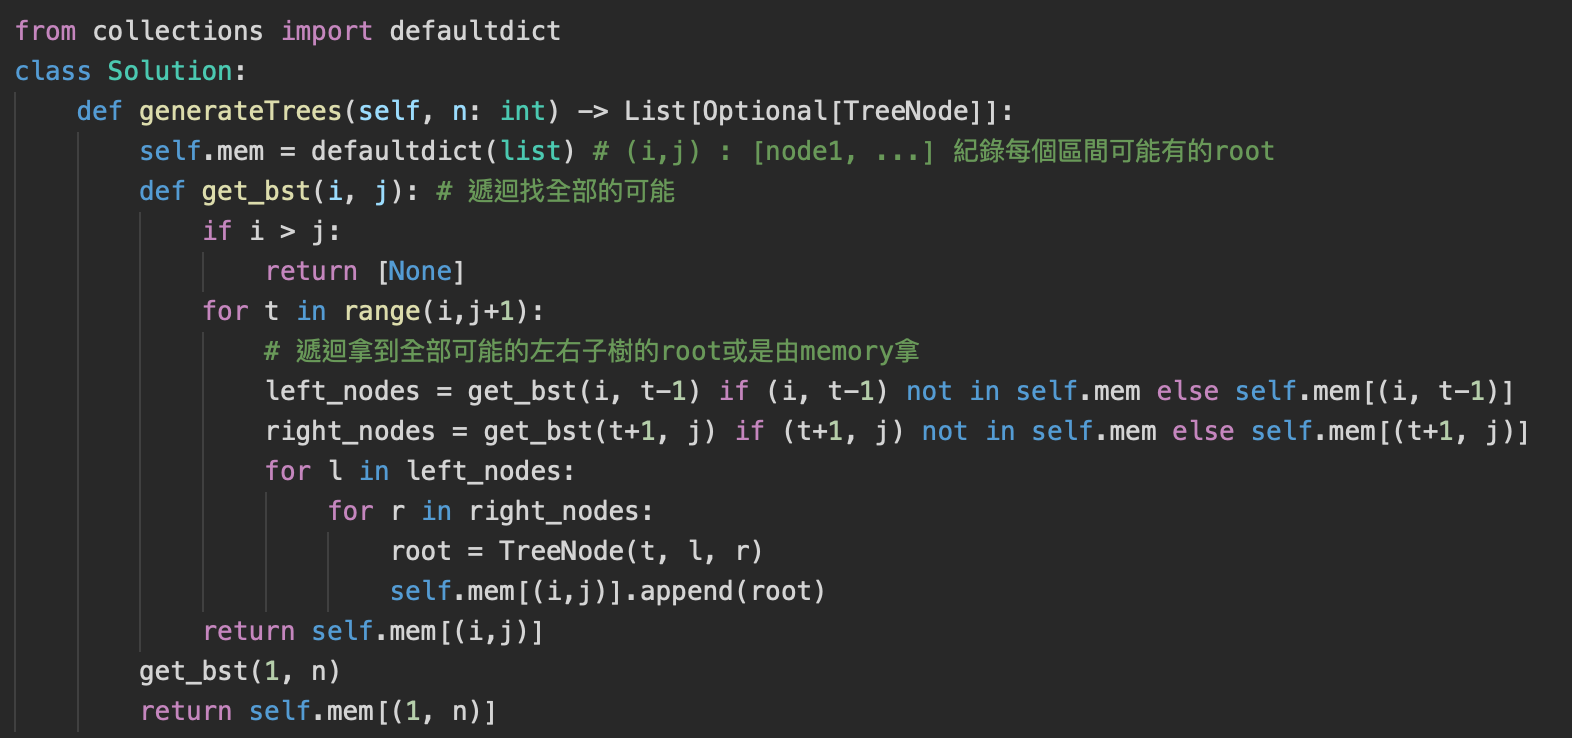 from collections import defaultdict
class Solution:
    def generateTrees(self, n: int) -> List[Optional[TreeNode]]:
        self.mem = defaultdict(list) # (i,j) : [node1, ...] 紀錄每個區間可能有的root
        def get_bst(i, j): # 遞迴找全部的可能
            if i > j:
                return [None]
            for t in range(i,j+1):
                # 遞迴拿到全部可能的左右子樹的root或是由memory拿
                left_nodes = get_bst(i, t-1) if (i, t-1) not in self.mem else self.mem[(i, t-1)]
                right_nodes = get_bst(t+1, j) if (t+1, j) not in self.mem else self.mem[(t+1, j)]
                for l in left_nodes:
                    for r in right_nodes:
                        root = TreeNode(t, l, r)
                        self.mem[(i,j)].append(root)
            return self.mem[(i,j)]
        get_bst(1, n)
        return self.mem[(1, n)]